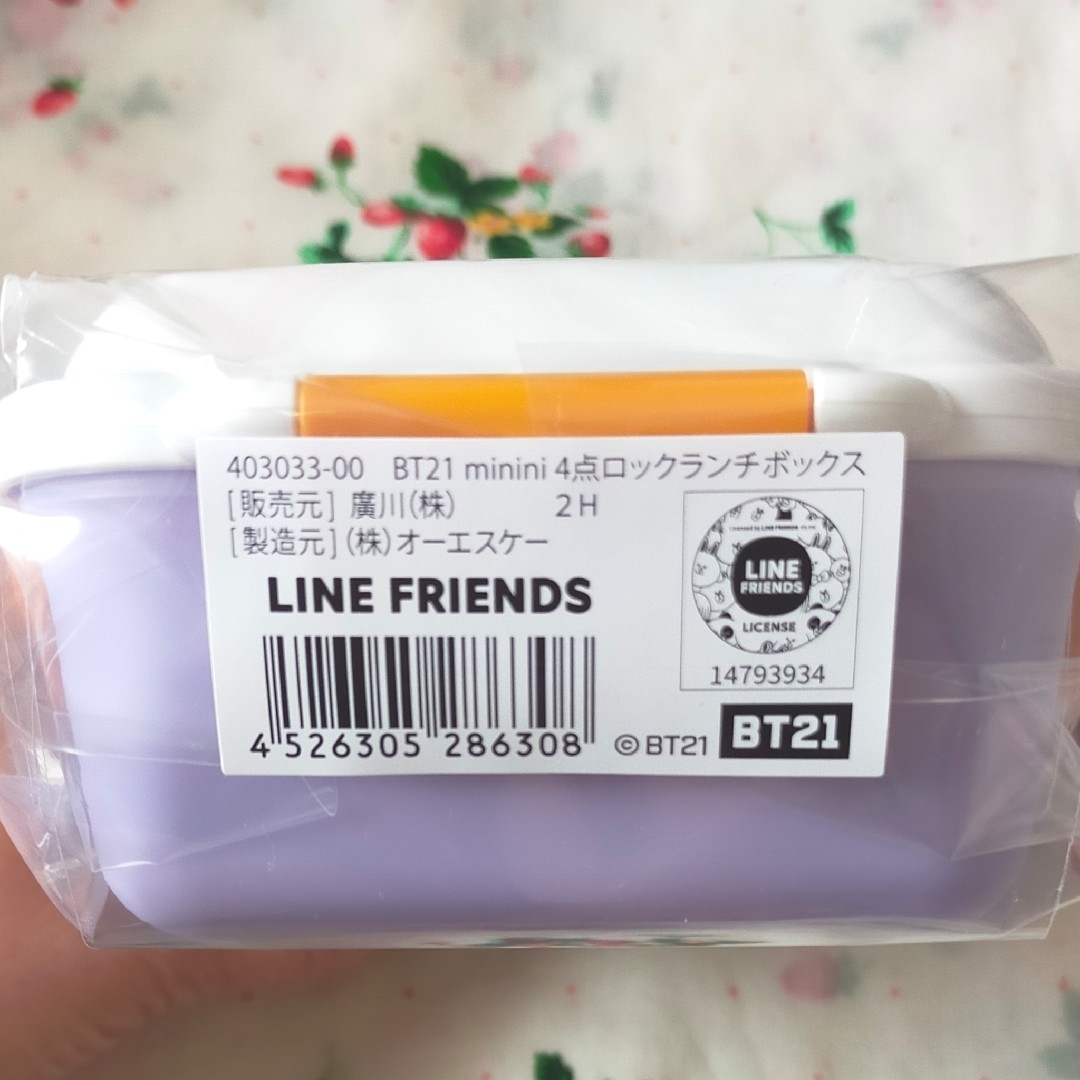 403033-00 BT21 minini 4点ロックランチボックス
[販売元] 廣川(株) 2H
[製造元] (株)オーエスケー
LINE FRIENDS
LINE
FRIENDS
LICENSE
14793934
4 526305 286308
©BT21
BT21